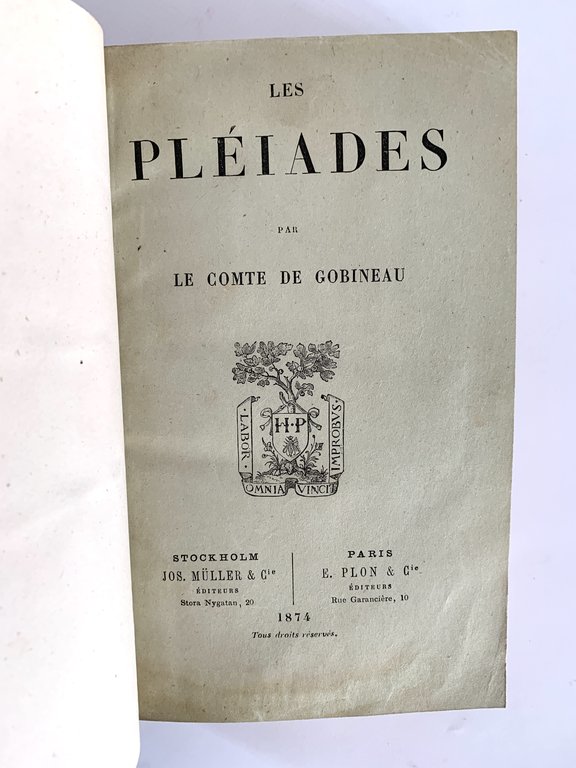 LES
PLÉIADES
PAR
LE COMTE DE GOBINEAU
H·P
·LABOR·
IMPROBVS·
OMNIA VINCIT
STOCKHOLM
JOS. MÜLLER & Cie
ÉDITEURS
Stora Nygatan, 20
PARIS
E. PLON & Cie
ÉDITEURS
Rue Garancière, 10
1874
Tous droits réservés.